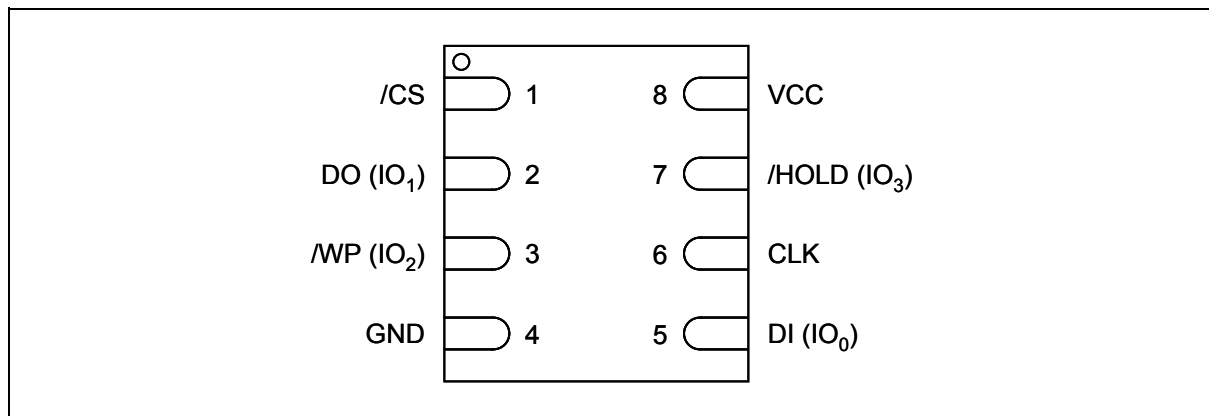 /CS 1 8 VCC
DO (IO₁) 2 7 /HOLD (IO₃)
/WP (IO₂) 3 6 CLK
GND 4 5 DI (IO₀)